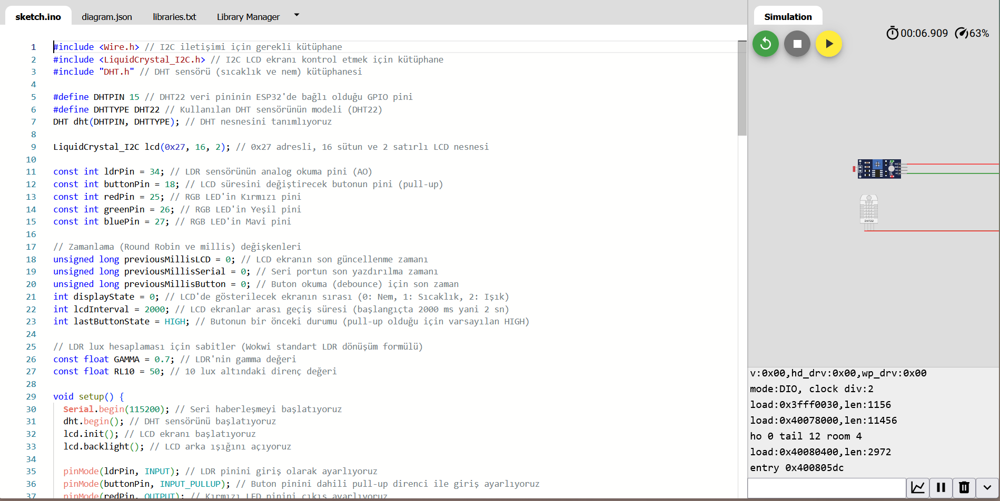 sketch.ino diagram.json libraries.txt Library Manager
1 #include <Wire.h> // I2C iletişimi için gerekli kütüphane
2 #include <LiquidCrystal_I2C.h> // I2C LCD ekranı kontrol etmek için kütüphane
3 #include "DHT.h" // DHT sensörü (sıcaklık ve nem) kütüphanesi
4
5 #define DHTPIN 15 // DHT22 veri pininin ESP32'de bağlı olduğu GPIO pini
6 #define DHTTYPE DHT22 // Kullanılan DHT sensörünün modeli (DHT22)
7 DHT dht(DHTPIN, DHTTYPE); // DHT nesnesini tanımlıyoruz
8
9 LiquidCrystal_I2C lcd(0x27, 16, 2); // 0x27 adresli, 16 sütun ve 2 satırlı LCD nesnesi
10
11 const int ldrPin = 34; // LDR sensörünün analog okuma pini (AO)
12 const int buttonPin = 18; // LCD süresini değiştirecek butonun pini (pull-up)
13 const int redPin = 25; // RGB LED'in Kırmızı pini
14 const int greenPin = 26; // RGB LED'in Yeşil pini
15 const int bluePin = 27; // RGB LED'in Mavi pini
16
17 // Zamanlama (Round Robin ve millis) değişkenleri
18 unsigned long previousMillisLCD = 0; // LCD ekranın son güncellenme zamanı
19 unsigned long previousMillisSerial = 0; // Seri portun son yazdırılma zamanı
20 unsigned long previousMillisButton = 0; // Buton okuma (debounce) için son zaman
21 int displayState = 0; // LCD'de gösterilecek ekranın sırası (0: Nem, 1: Sıcaklık, 2: Işık)
22 int lcdInterval = 2000; // LCD ekranlar arası geçiş süresi (başlangıçta 2000 ms yani 2 sn)
23 int lastButtonState = HIGH; // Butonun bir önceki durumu (pull-up olduğu için varsayılan HIGH)
24
25 // LDR lux hesaplaması için sabitler (Wokwi standart LDR dönüşüm formülü)
26 const float GAMMA = 0.7; // LDR'nin gamma değeri
27 const float RL10 = 50; // 10 lux altındaki direnç değeri
28
29 void setup() {
30 Serial.begin(115200); // Seri haberleşmeyi başlatıyoruz
31 dht.begin(); // DHT sensörünü başlatıyoruz
32 lcd.init(); // LCD ekranı başlatıyoruz
33 lcd.backlight(); // LCD arka ışığını açıyoruz
34
35 pinMode(ldrPin, INPUT); // LDR pinini giriş olarak ayarlıyoruz
36 pinMode(buttonPin, INPUT_PULLUP); // Buton pinini dahili pull-up direnci ile giriş ayarlıyoruz
37 pinMode(redPin, OUTPUT); // Kırmızı LED pinini çıkış ayarlıyoruz
Simulation
00:06.909 63%
DHT22
v:0x00,hd_drv:0x00,wp_drv:0x00
mode:DIO, clock div:2
load:0x3fff0030,len:1156
load:0x40078000,len:11456
ho 0 tail 12 room 4
load:0x40080400,len:2972
entry 0x400805dc